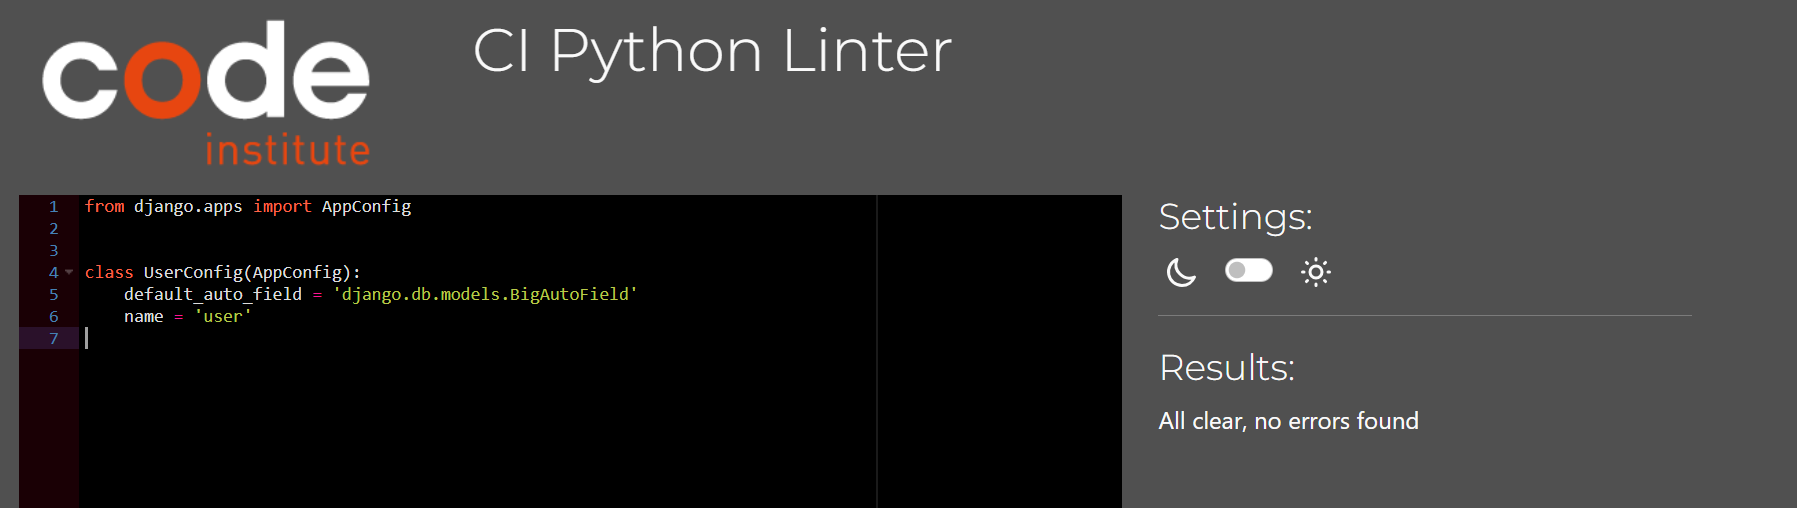 code
institute
CI Python Linter
1 from django.apps import AppConfig
2
3
4 class UserConfig(AppConfig):
5     default_auto_field = 'django.db.models.BigAutoField'
6     name = 'user'
7
Settings:
Results:
All clear, no errors found